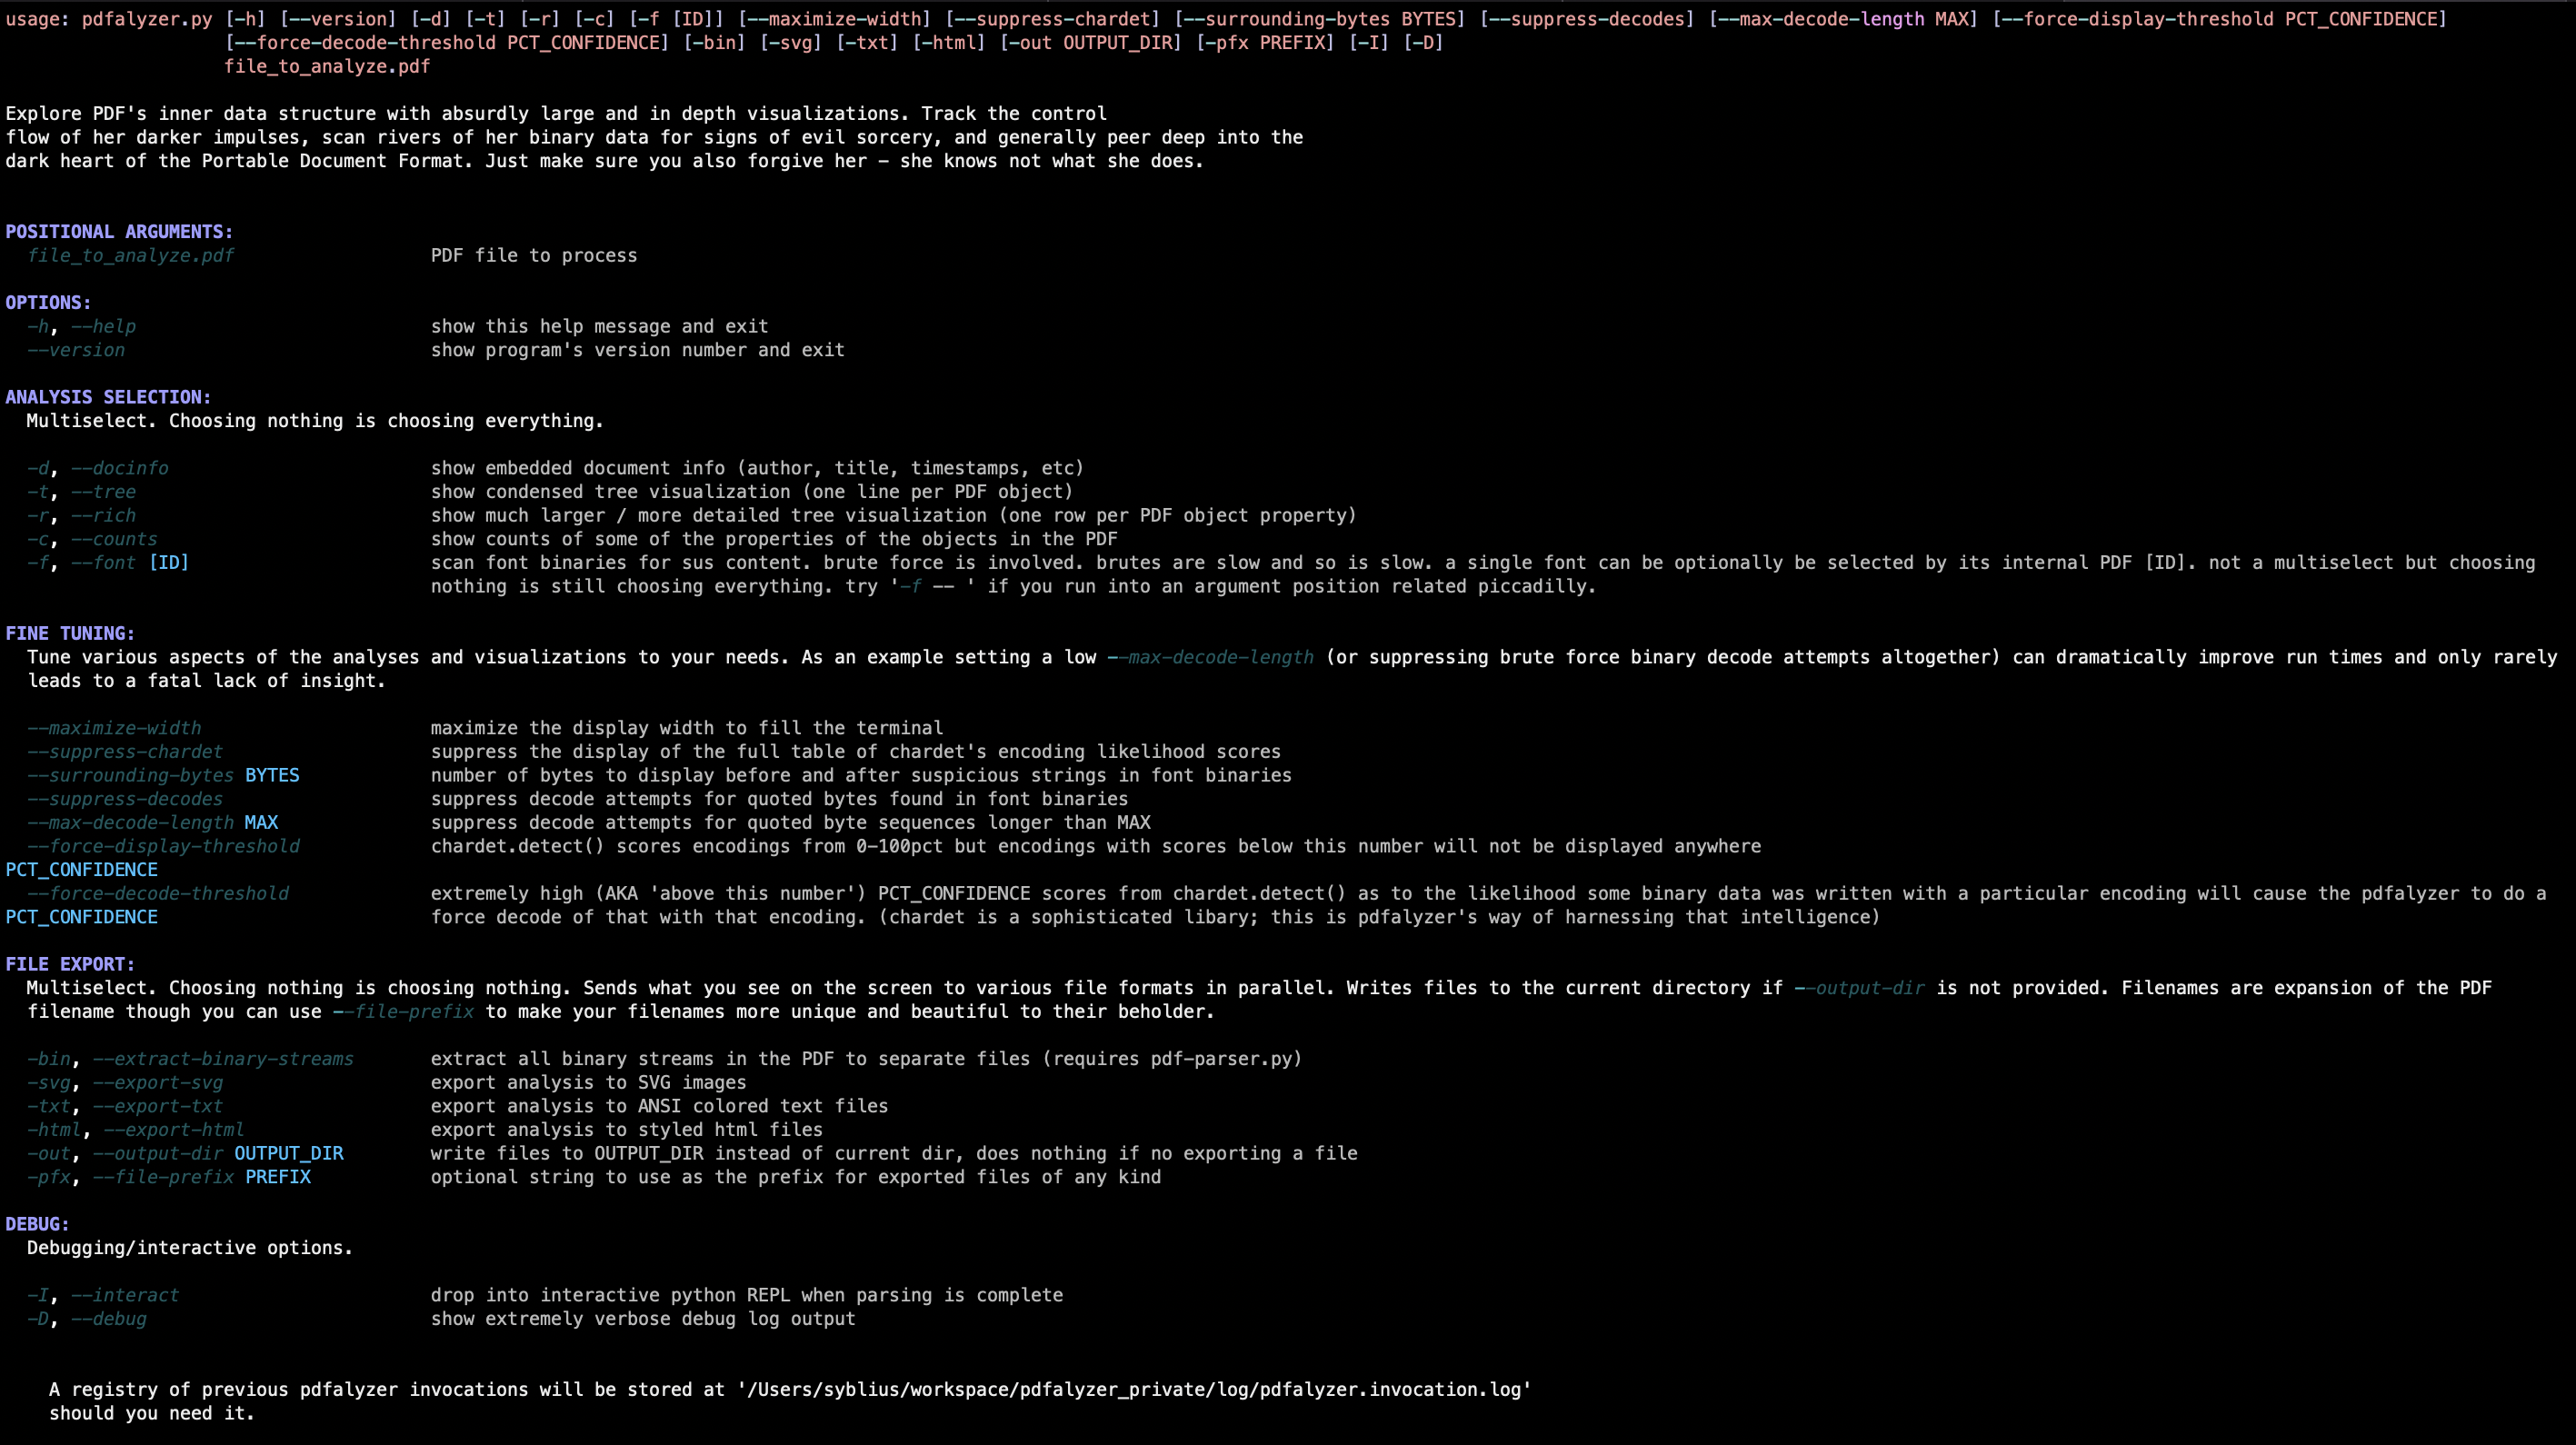 usage: pdfalyzer.py [-h] [--version] [-d] [-t] [-r] [-c] [-f [ID]] [--maximize-width] [--suppress-chardet] [--surrounding-bytes BYTES] [--suppress-decodes] [--max-decode-length MAX] [--force-display-threshold PCT_CONFIDENCE]
[--force-decode-threshold PCT_CONFIDENCE] [-bin] [-svg] [-txt] [-html] [-out OUTPUT_DIR] [-pfx PREFIX] [-I] [-D]
file_to_analyze.pdf
Explore PDF's inner data structure with absurdly large and in depth visualizations. Track the control
flow of her darker impulses, scan rivers of her binary data for signs of evil sorcery, and generally peer deep into the
dark heart of the Portable Document Format. Just make sure you also forgive her - she knows not what she does.
POSITIONAL ARGUMENTS:
file_to_analyze.pdf PDF file to process
OPTIONS:
-h, --help show this help message and exit
--version show program's version number and exit
ANALYSIS SELECTION:
Multiselect. Choosing nothing is choosing everything.
-d, --docinfo show embedded document info (author, title, timestamps, etc)
-t, --tree show condensed tree visualization (one line per PDF object)
-r, --rich show much larger / more detailed tree visualization (one row per PDF object property)
-c, --counts show counts of some of the properties of the objects in the PDF
-f, --font [ID] scan font binaries for sus content. brute force is involved. brutes are slow and so is slow. a single font can be optionally be selected by its internal PDF [ID]. not a multiselect but choosing
nothing is still choosing everything. try '-f -- ' if you run into an argument position related piccadilly.
FINE TUNING:
Tune various aspects of the analyses and visualizations to your needs. As an example setting a low --max-decode-length (or suppressing brute force binary decode attempts altogether) can dramatically improve run times and only rarely
leads to a fatal lack of insight.
--maximize-width maximize the display width to fill the terminal
--suppress-chardet suppress the display of the full table of chardet's encoding likelihood scores
--surrounding-bytes BYTES number of bytes to display before and after suspicious strings in font binaries
--suppress-decodes suppress decode attempts for quoted bytes found in font binaries
--max-decode-length MAX suppress decode attempts for quoted byte sequences longer than MAX
--force-display-threshold chardet.detect() scores encodings from 0-100pct but encodings with scores below this number will not be displayed anywhere
PCT_CONFIDENCE
--force-decode-threshold extremely high (AKA 'above this number') PCT_CONFIDENCE scores from chardet.detect() as to the likelihood some binary data was written with a particular encoding will cause the pdfalyzer to do a
PCT_CONFIDENCE force decode of that with that encoding. (chardet is a sophisticated libary; this is pdfalyzer's way of harnessing that intelligence)
FILE EXPORT:
Multiselect. Choosing nothing is choosing nothing. Sends what you see on the screen to various file formats in parallel. Writes files to the current directory if --output-dir is not provided. Filenames are expansion of the PDF
filename though you can use --file-prefix to make your filenames more unique and beautiful to their beholder.
-bin, --extract-binary-streams extract all binary streams in the PDF to separate files (requires pdf-parser.py)
-svg, --export-svg export analysis to SVG images
-txt, --export-txt export analysis to ANSI colored text files
-html, --export-html export analysis to styled html files
-out, --output-dir OUTPUT_DIR write files to OUTPUT_DIR instead of current dir, does nothing if no exporting a file
-pfx, --file-prefix PREFIX optional string to use as the prefix for exported files of any kind
DEBUG:
Debugging/interactive options.
-I, --interact drop into interactive python REPL when parsing is complete
-D, --debug show extremely verbose debug log output
A registry of previous pdfalyzer invocations will be stored at '/Users/syblius/workspace/pdfalyzer_private/log/pdfalyzer.invocation.log'
should you need it.